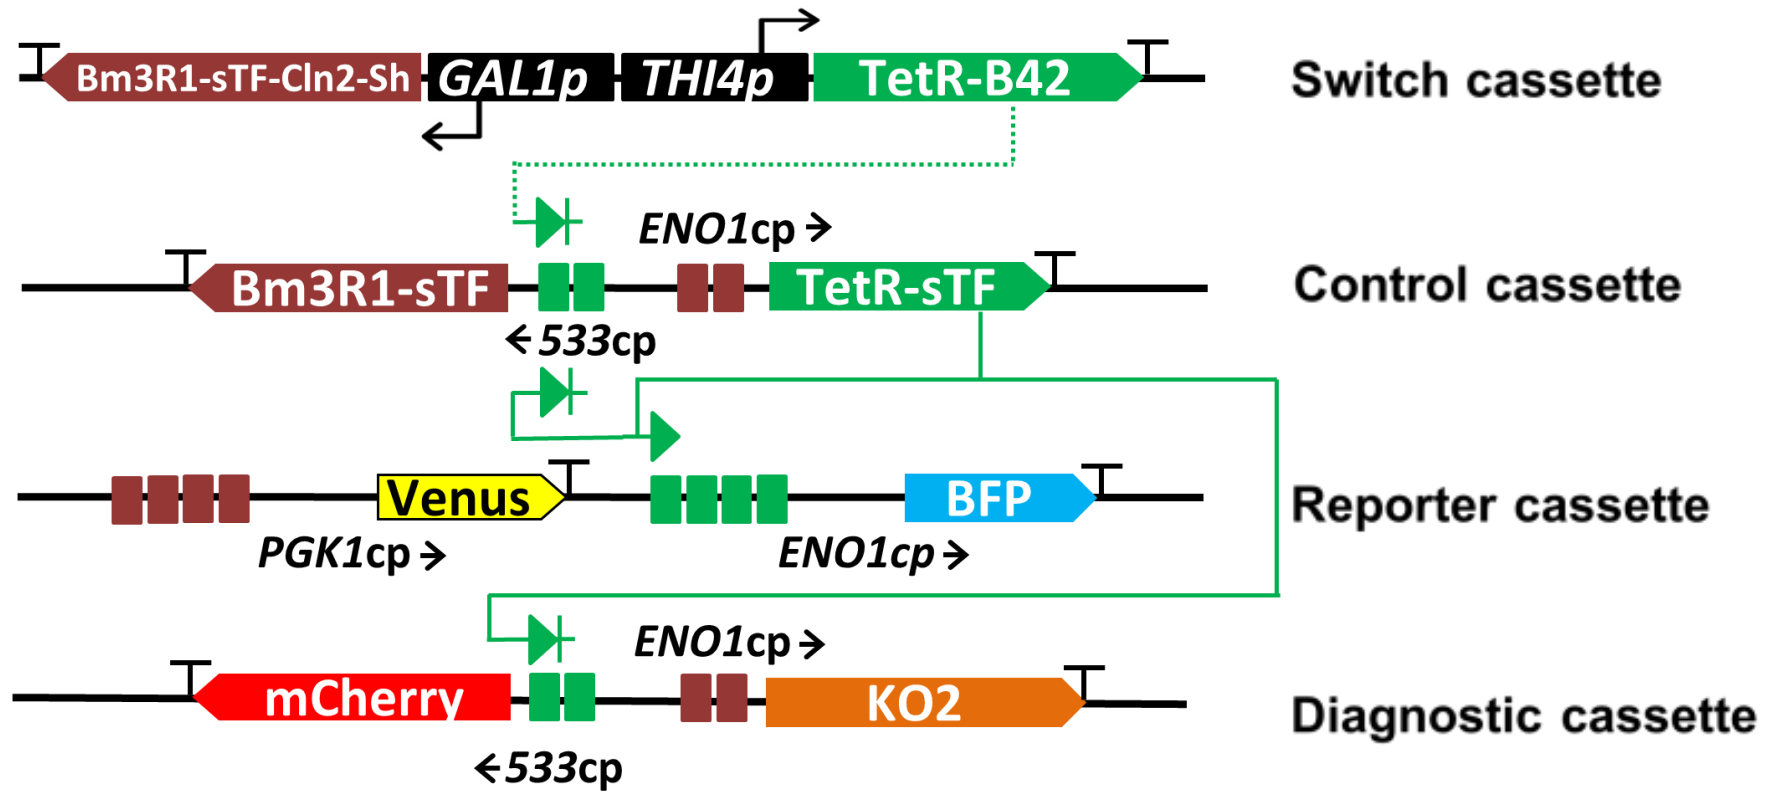 Bm3R1-sTF-Cln2-Sh GAL1p THI4p TetR-B42 Switch cassette
ENO1cp
Bm3R1-sTF TetR-sTF Control cassette
533cp
Venus BFP Reporter cassette
PGK1cp ENO1cp
ENO1cp
mCherry KO2 Diagnostic cassette
533cp